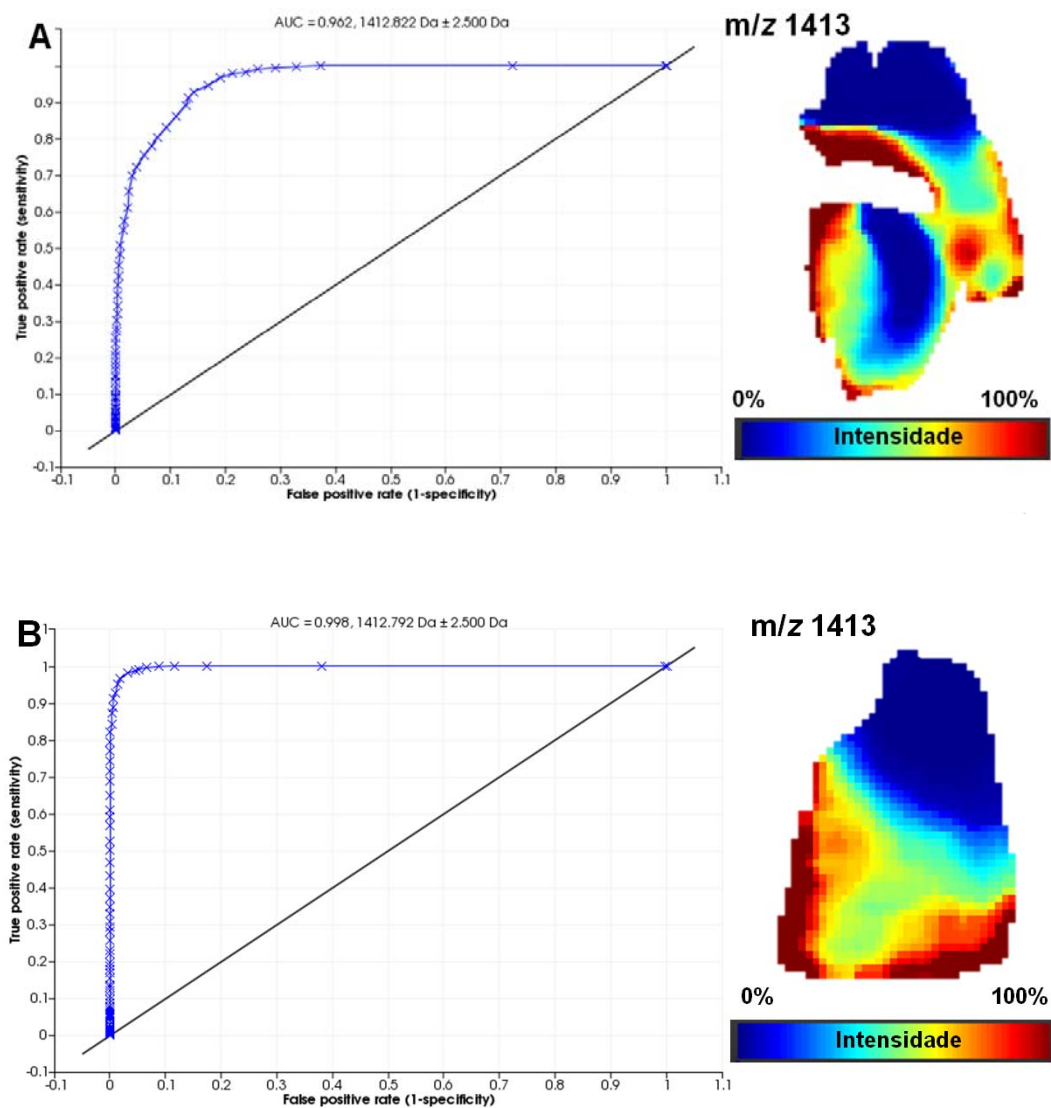 A
AUC = 0.962, 1412.822 Da ± 2.500 Da
m/z 1413
True positive rate (sensitivity)
0.9
0.8
0.7
0.6
0.5
0.4
0.3
0.2
0.1
0
-0.1
-0.1 0 0.1 0.2 0.3 0.4 0.5 0.6 0.7 0.8 0.9 1 1.1
False positive rate (1-specificity)
0% 100%
Intensidade
B
AUC = 0.998, 1412.792 Da ± 2.500 Da
m/z 1413
True positive rate (sensitivity)
1
1
0.9
0.8
0.7
0.6
0.5
0.4
0.3
0.2
0.1
0
-0.1
-0.1 0 0.1 0.2 0.3 0.4 0.5 0.6 0.7 0.8 0.9 1 1.1
False positive rate (1-specificity)
0% 100%
Intensidade